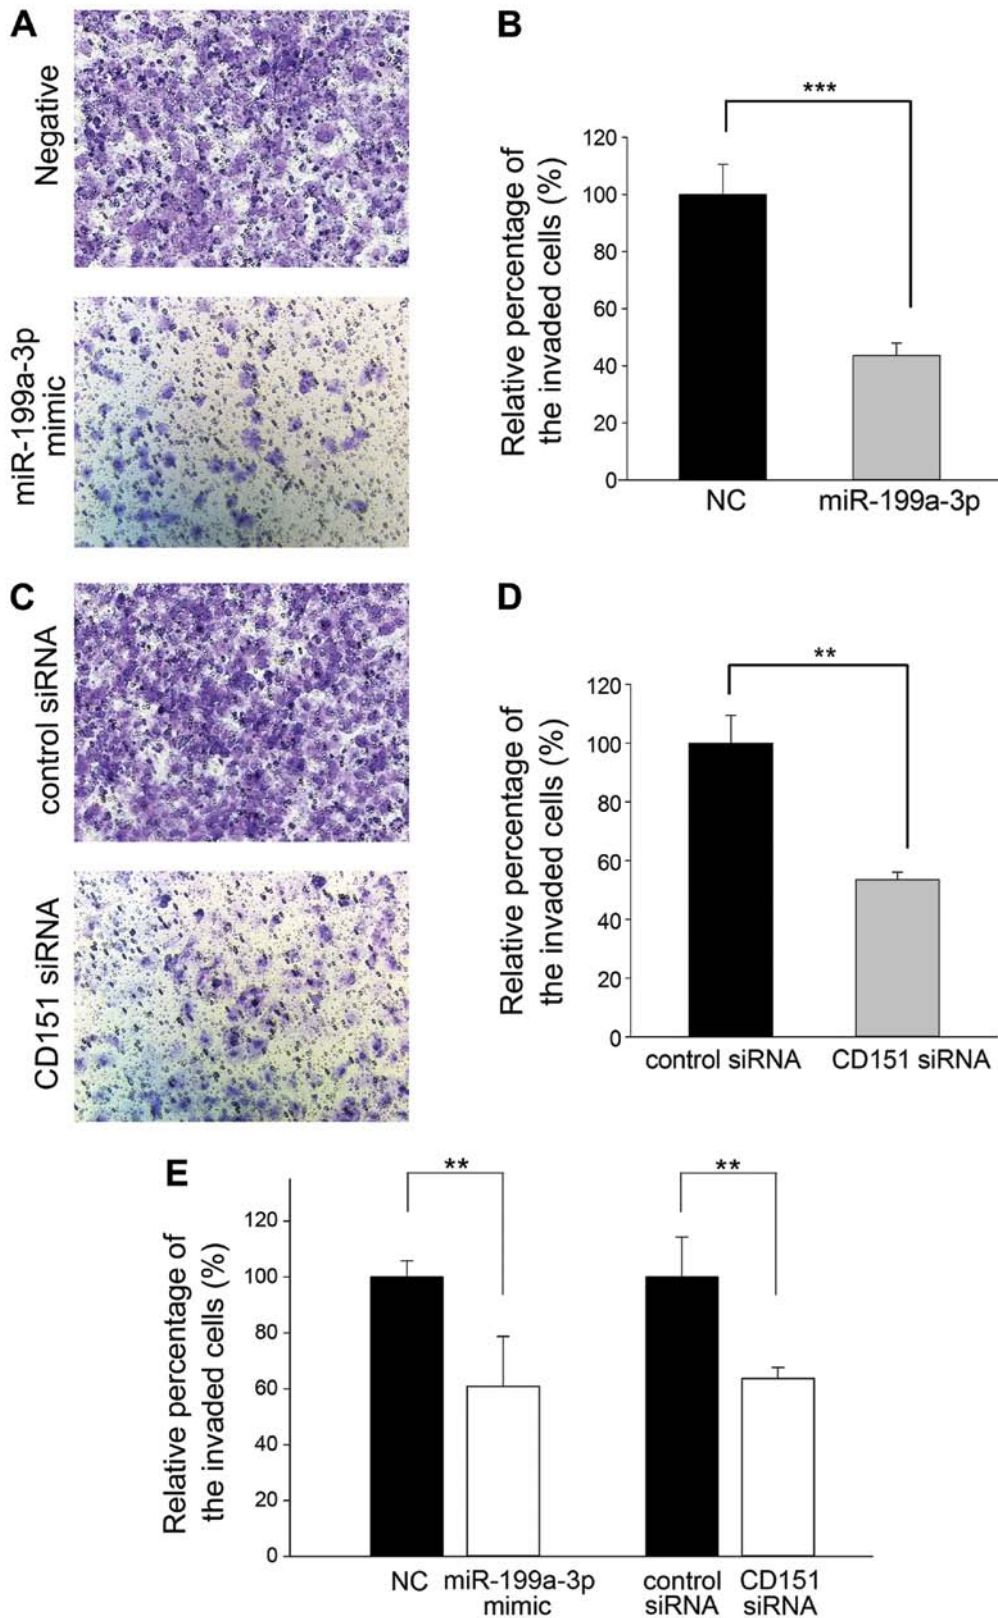 A
Negative
miR-199a-3p
mimic
B
***
Relative percentage of
the invaded cells (%)
120
100
80
60
40
20
0
NC miR-199a-3p
C
control siRNA
CD151 siRNA
D
**
Relative percentage of
the invaded cells (%)
120
100
80
60
40
20
0
control siRNA CD151 siRNA
E
** **
Relative percentage of
the invaded cells (%)
120
100
80
60
40
20
0
NC miR-199a-3p control CD151
mimic siRNA siRNA